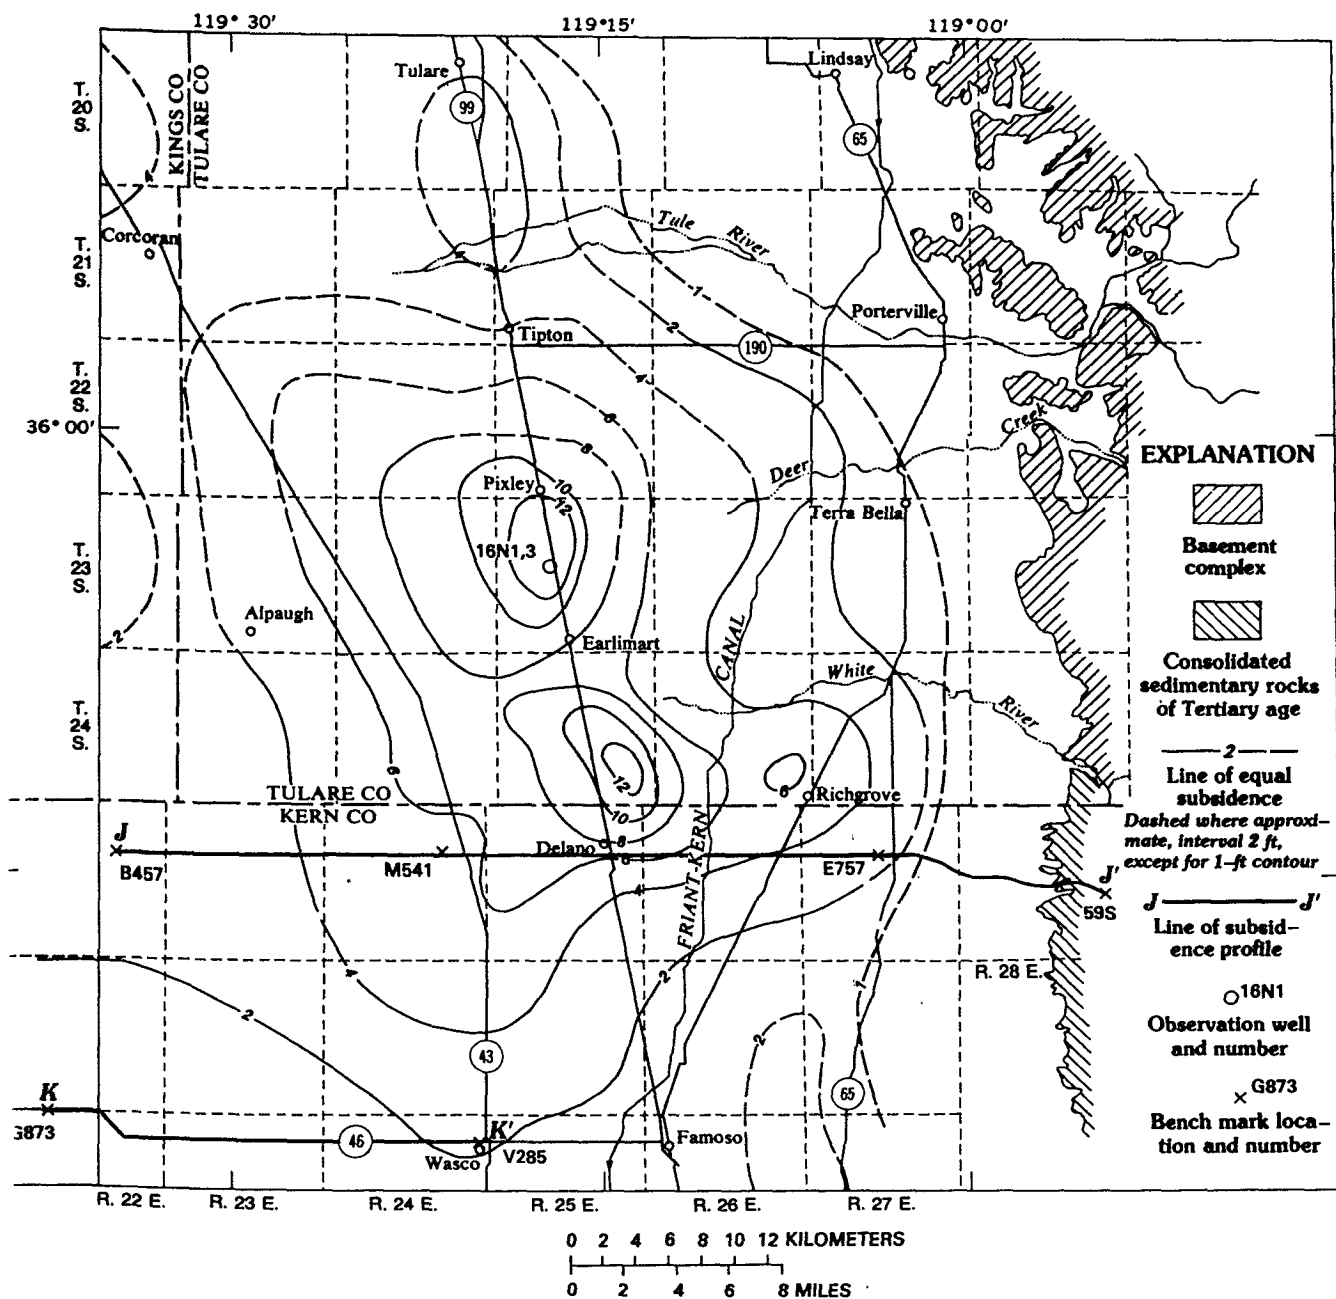 119° 30′
119°15′
119°00′
T.
20
S.
KINGS CO
TULARE CO
Tulare
99
Lindsay
65
4
Corcoran
T.
21
S.
Tule River
4
1
2
Porterville
Tipton
190
T.
22
S.
4
6
36° 00′
8
Creek
Deer
Pixley
10
12
Terra Bella
16N1,3
T.
23
S.
2
Alpaugh
Earlimart
CANAL
White River
T.
24
S.
6
12
10
8
6
Richgrove
TULARE CO
KERN CO
J
B457
M541
Delano
E757
J′
59S
FRIANT-KERN
4
4
2
2
1
2
R. 28 E.
43
65
K
G873
46
K′
Wasco
V285
Famoso
R. 22 E.
R. 23 E.
R. 24 E.
R. 25 E.
R. 26 E.
R. 27 E.
0 2 4 6 8 10 12 KILOMETERS
0 2 4 6 8 MILES
EXPLANATION
Basement
complex
Consolidated
sedimentary rocks
of Tertiary age
2
Line of equal
subsidence
Dashed where approxi-
mate, interval 2 ft,
except for 1-ft contour
J J′
Line of subsid-
ence profile
16N1
Observation well
and number
G873
Bench mark loca-
tion and number